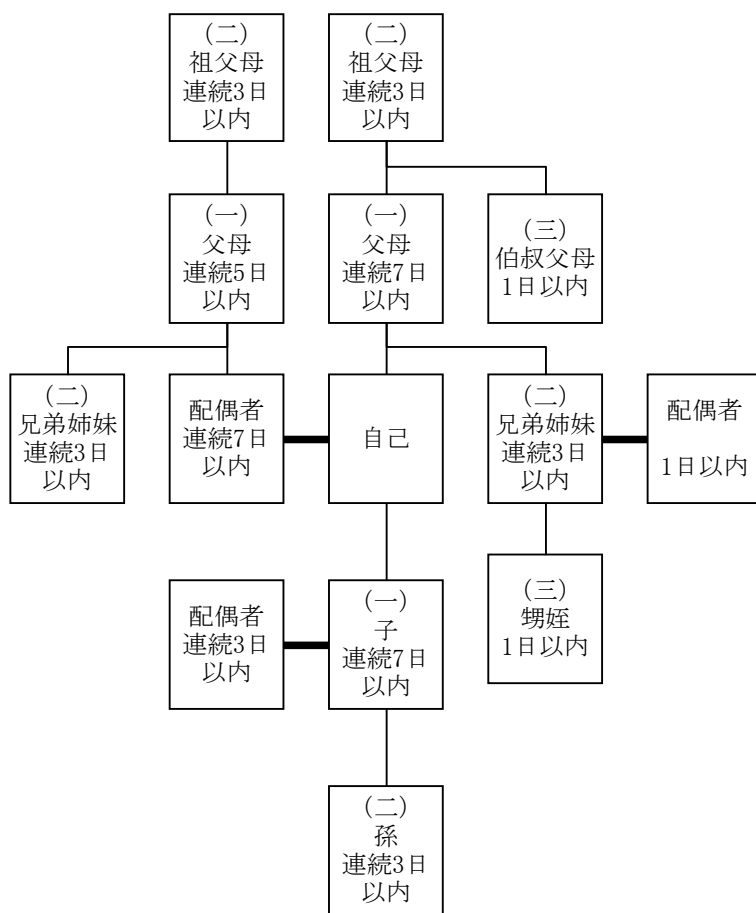 (二)
祖父母
連続3日
以内
(二)
祖父母
連続3日
以内
(一)
父母
連続5日
以内
(一)
父母
連続7日
以内
(三)
伯叔父母
1日以内
(二)
兄弟姉妹
連続3日
以内
配偶者
連続7日
以内
自己
(二)
兄弟姉妹
連続3日
以内
配偶者
1日以内
配偶者
連続3日
以内
(一)
子
連続7日
以内
(三)
甥姪
1日以内
(二)
孫
連続3日
以内